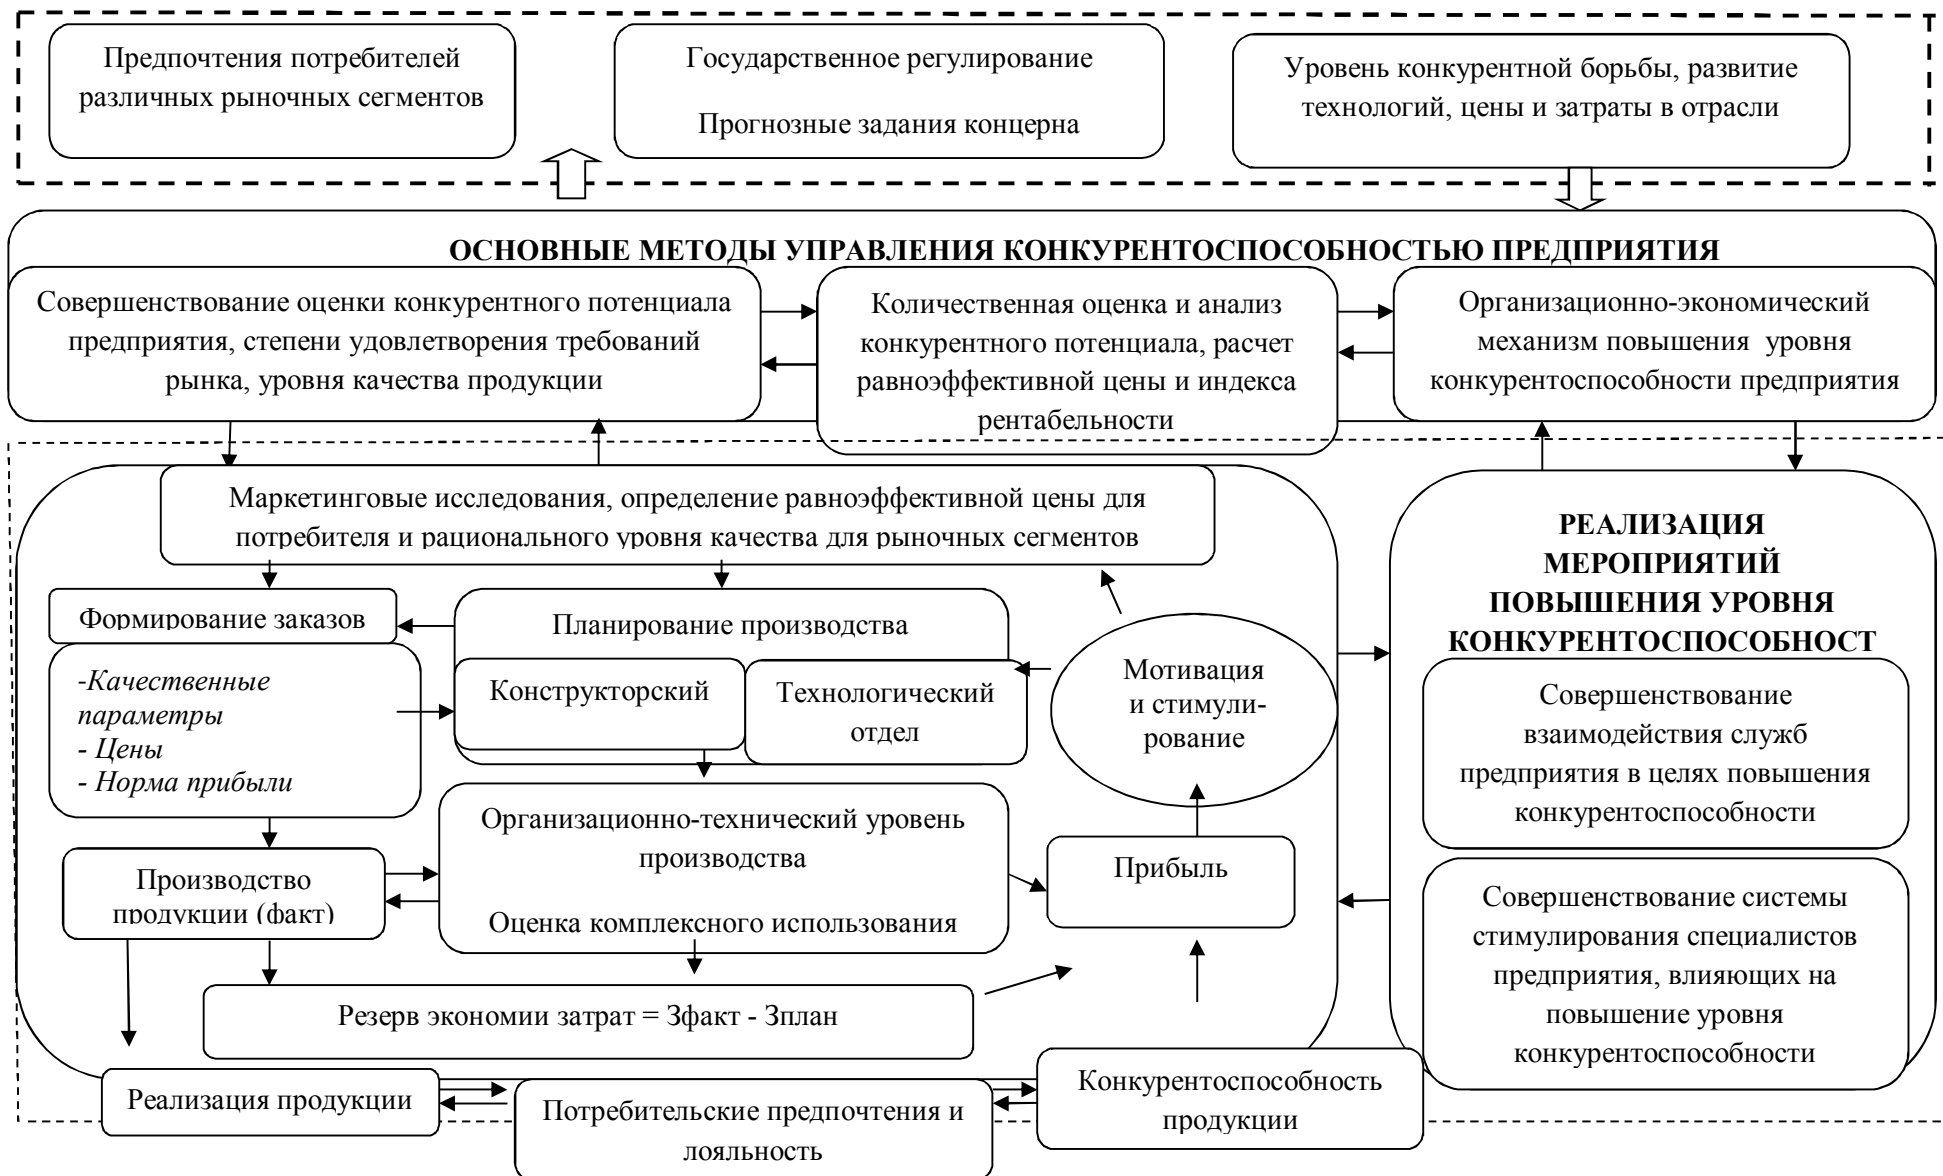 Предпочтения потребителей
различных рыночных сегментов
Государственное регулирование
Прогнозные задания концерна
Уровень конкурентной борьбы, развитие
технологий, цены и затраты в отрасли
ОСНОВНЫЕ МЕТОДЫ УПРАВЛЕНИЯ КОНКУРЕНТОСПОСОБНОСТЬЮ ПРЕДПРИЯТИЯ
Совершенствование оценки конкурентного потенциала
предприятия, степени удовлетворения требований
рынка, уровня качества продукции
Количественная оценка и анализ
конкурентного потенциала, расчет
равноэффективной цены и индекса
рентабельности
Организационно-экономический
механизм повышения уровня
конкурентоспособности предприятия
Маркетинговые исследования, определение равноэффективной цены для
потребителя и рационального уровня качества для рыночных сегментов
Формирование заказов
-Качественные
параметры
- Цены
- Норма прибыли
Планирование производства
Конструкторский
Технологический
отдел
Мотивация
и стимули-
рование
Производство
продукции (факт)
Организационно-технический уровень
производства
Оценка комплексного использования
Прибыль
Резерв экономии затрат = Зфакт - Зплан
Реализация продукции
Потребительские предпочтения и
лояльность
Конкурентоспособность
продукции
РЕАЛИЗАЦИЯ
МЕРОПРИЯТИЙ
ПОВЫШЕНИЯ УРОВНЯ
КОНКУРЕНТОСПОСОБНОСТ
Совершенствование
взаимодействия служб
предприятия в целях повышения
конкурентоспособности
Совершенствование системы
стимулирования специалистов
предприятия, влияющих на
повышение уровня
конкурентоспособности